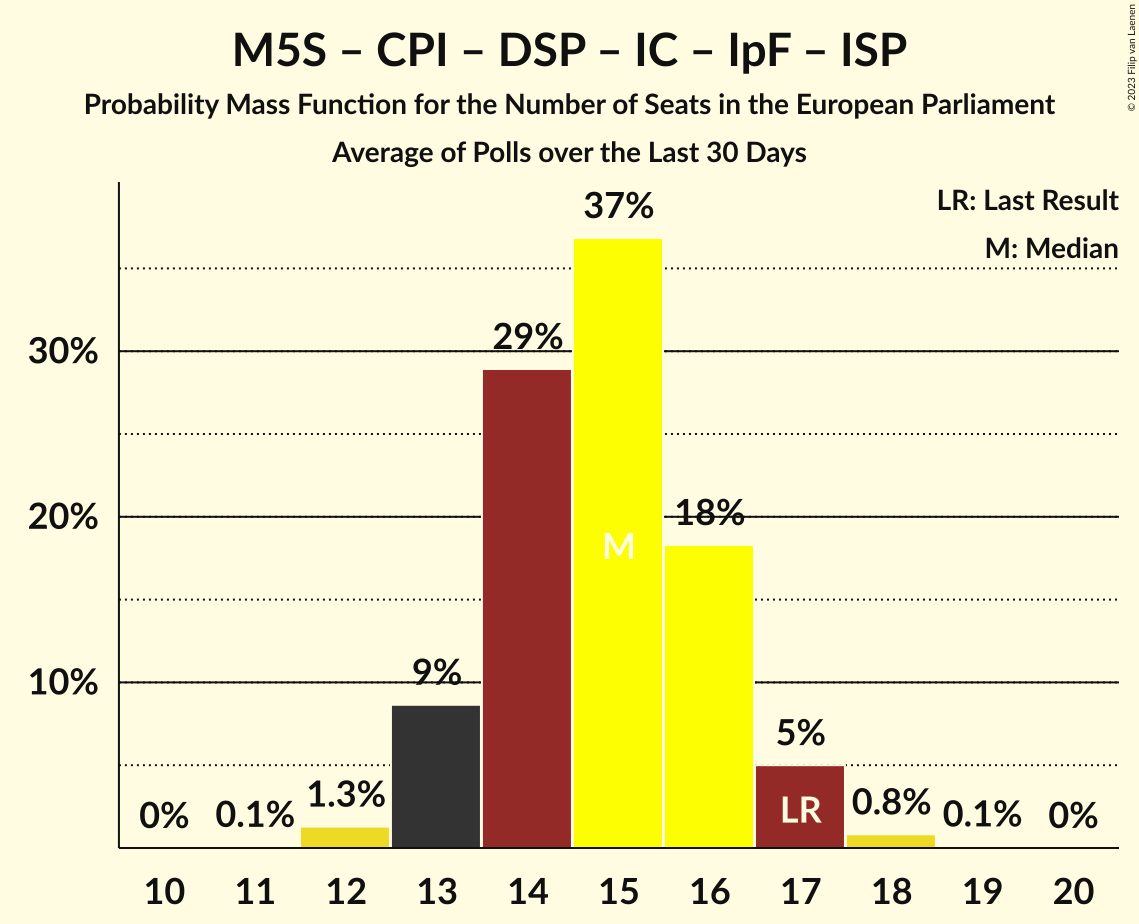 M5S – CPI – DSP – IC – IpF – ISP
Probability Mass Function for the Number of Seats in the European Parliament
Average of Polls over the Last 30 Days
© 2023 Filip van Laenen
LR: Last Result
M: Median
30%
20%
10%
0%
0.1%
1.3%
9%
29%
37%
18%
5%
0.8%
0.1%
0%
M
LR
10 11 12 13 14 15 16 17 18 19 20